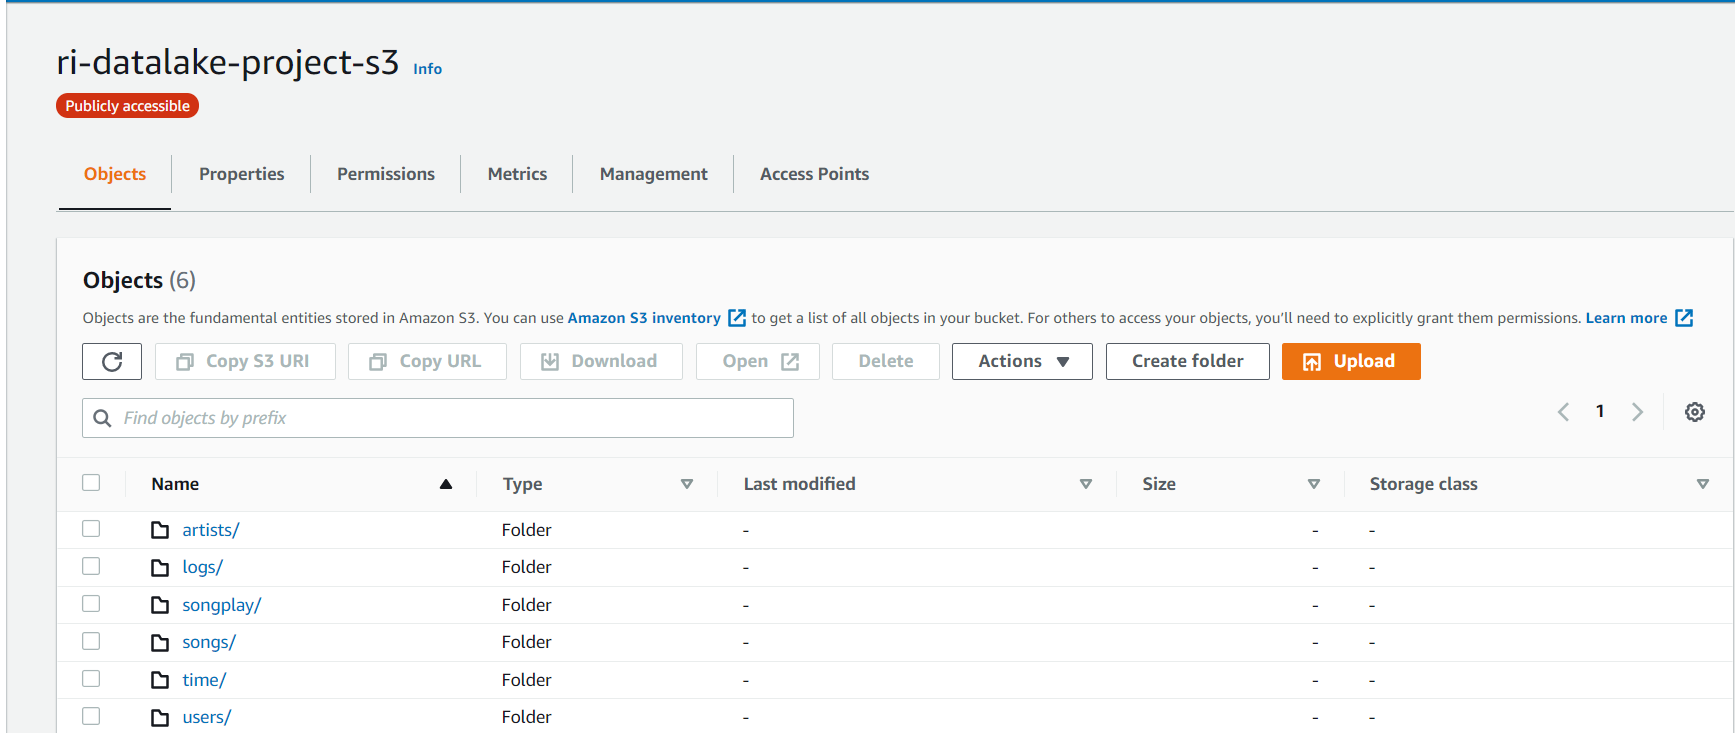 ri-datalake-project-s3 Info
Publicly accessible
Objects Properties Permissions Metrics Management Access Points
Objects (6)
Objects are the fundamental entities stored in Amazon S3. You can use Amazon S3 inventory to get a list of all objects in your bucket. For others to access your objects, you'll need to explicitly grant them permissions. Learn more
Copy S3 URI Copy URL Download Open Delete Actions Create folder Upload
Find objects by prefix 1
Name Type Last modified Size Storage class
artists/ Folder - - -
logs/ Folder - - -
songplay/ Folder - - -
songs/ Folder - - -
time/ Folder - - -
users/ Folder - - -